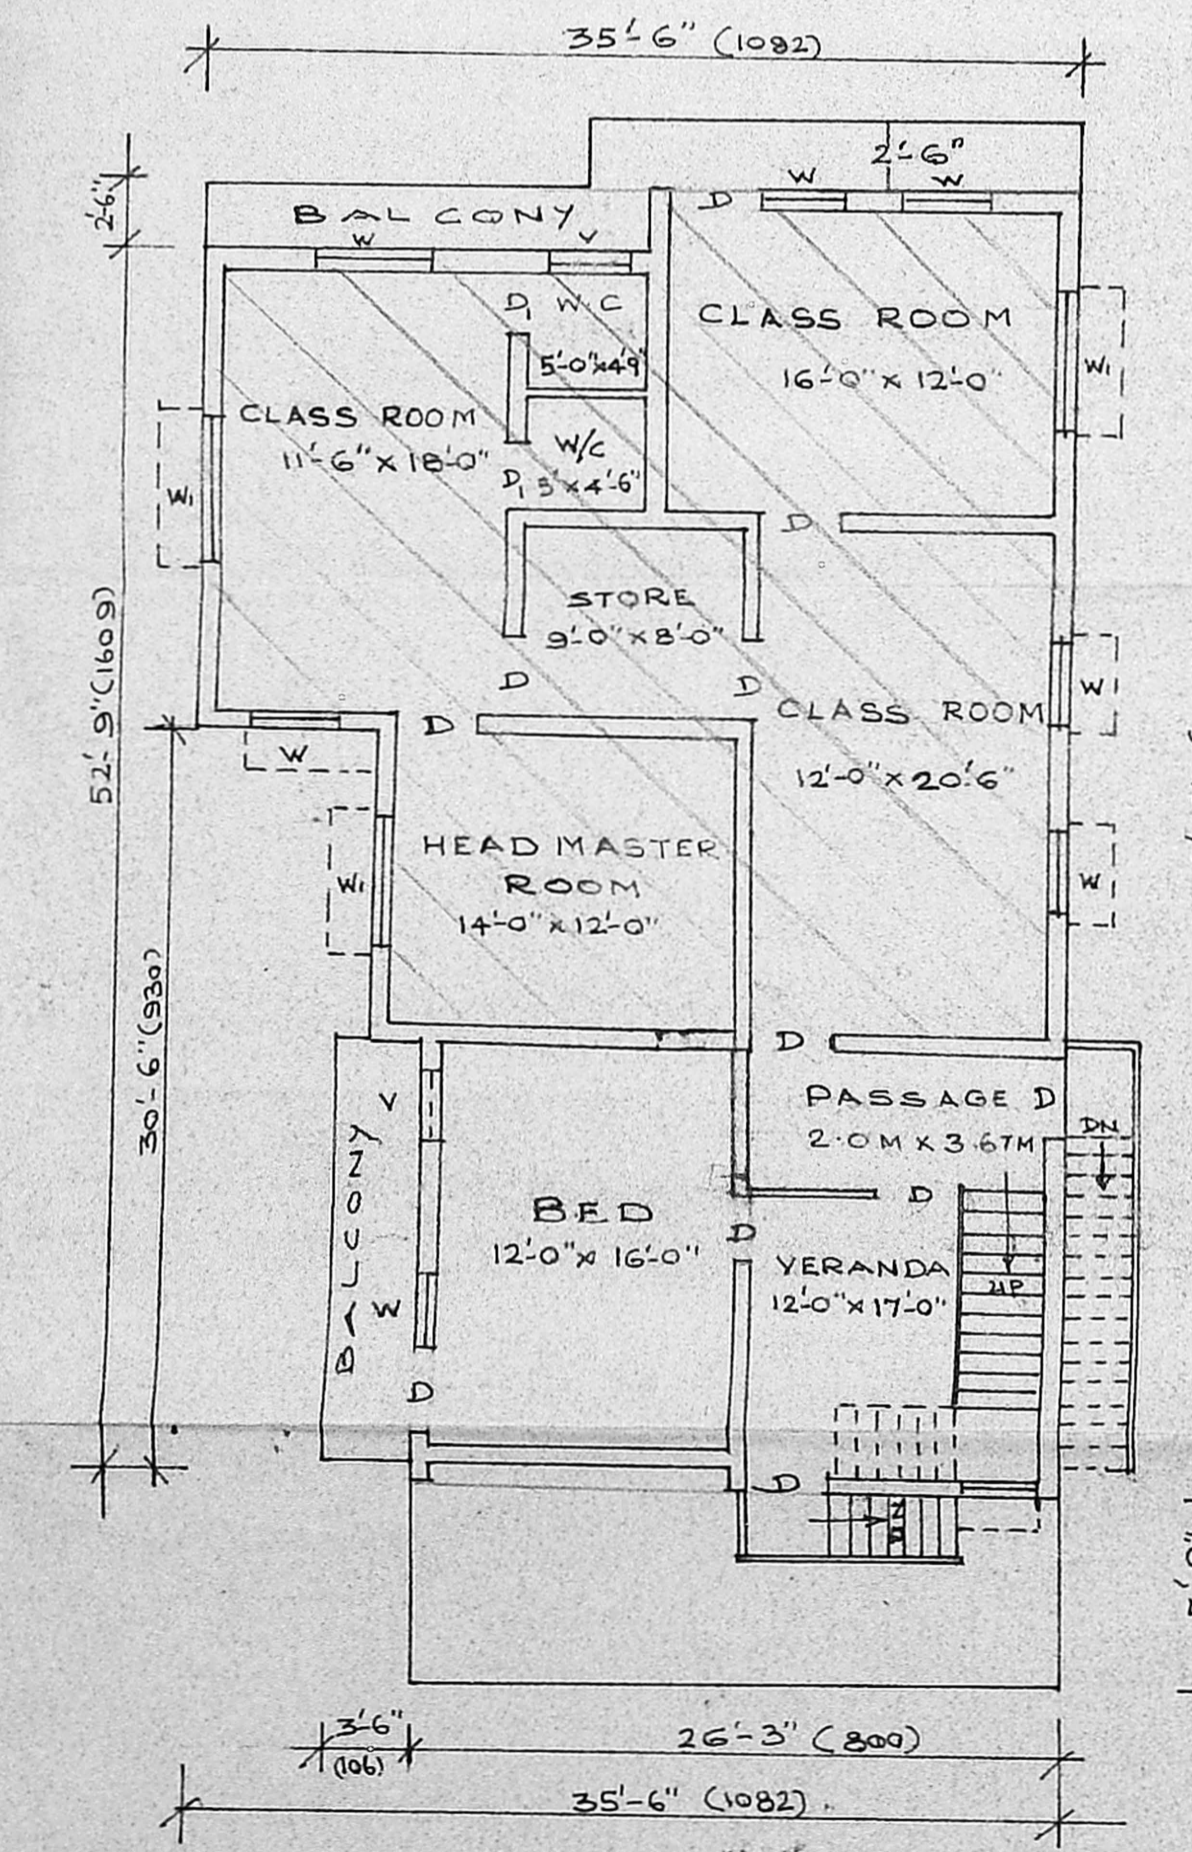 35'-6" (1082)
2'-6"
W W
D
2'-6"
BALCONY
W V
D1 W.C
5'-0"x4'9"
CLASS ROOM
16'-0" x 12'-0"
W1
CLASS ROOM
11'-6" x 18'-0"
W/C
D1 5'x4'-6"
W1
D
STORE
9'-0" x 8'-0"
D D
W
CLASS ROOM
12'-0" x 20'.6"
D
W
52'-9" (1609)
HEAD MASTER
ROOM
14'-0" x 12'-0"
W1
W
30'-6" (930)
D
PASSAGE D
2.0M X 3.67M
DN
V
BALCONY
BED
12'-0" x 16'-0"
D
D
VERANDA
12'-0" x 17'-0"
UP
W
D
D
DN
3'-6"
(106)
26'-3" (800)
35'-6" (1082)